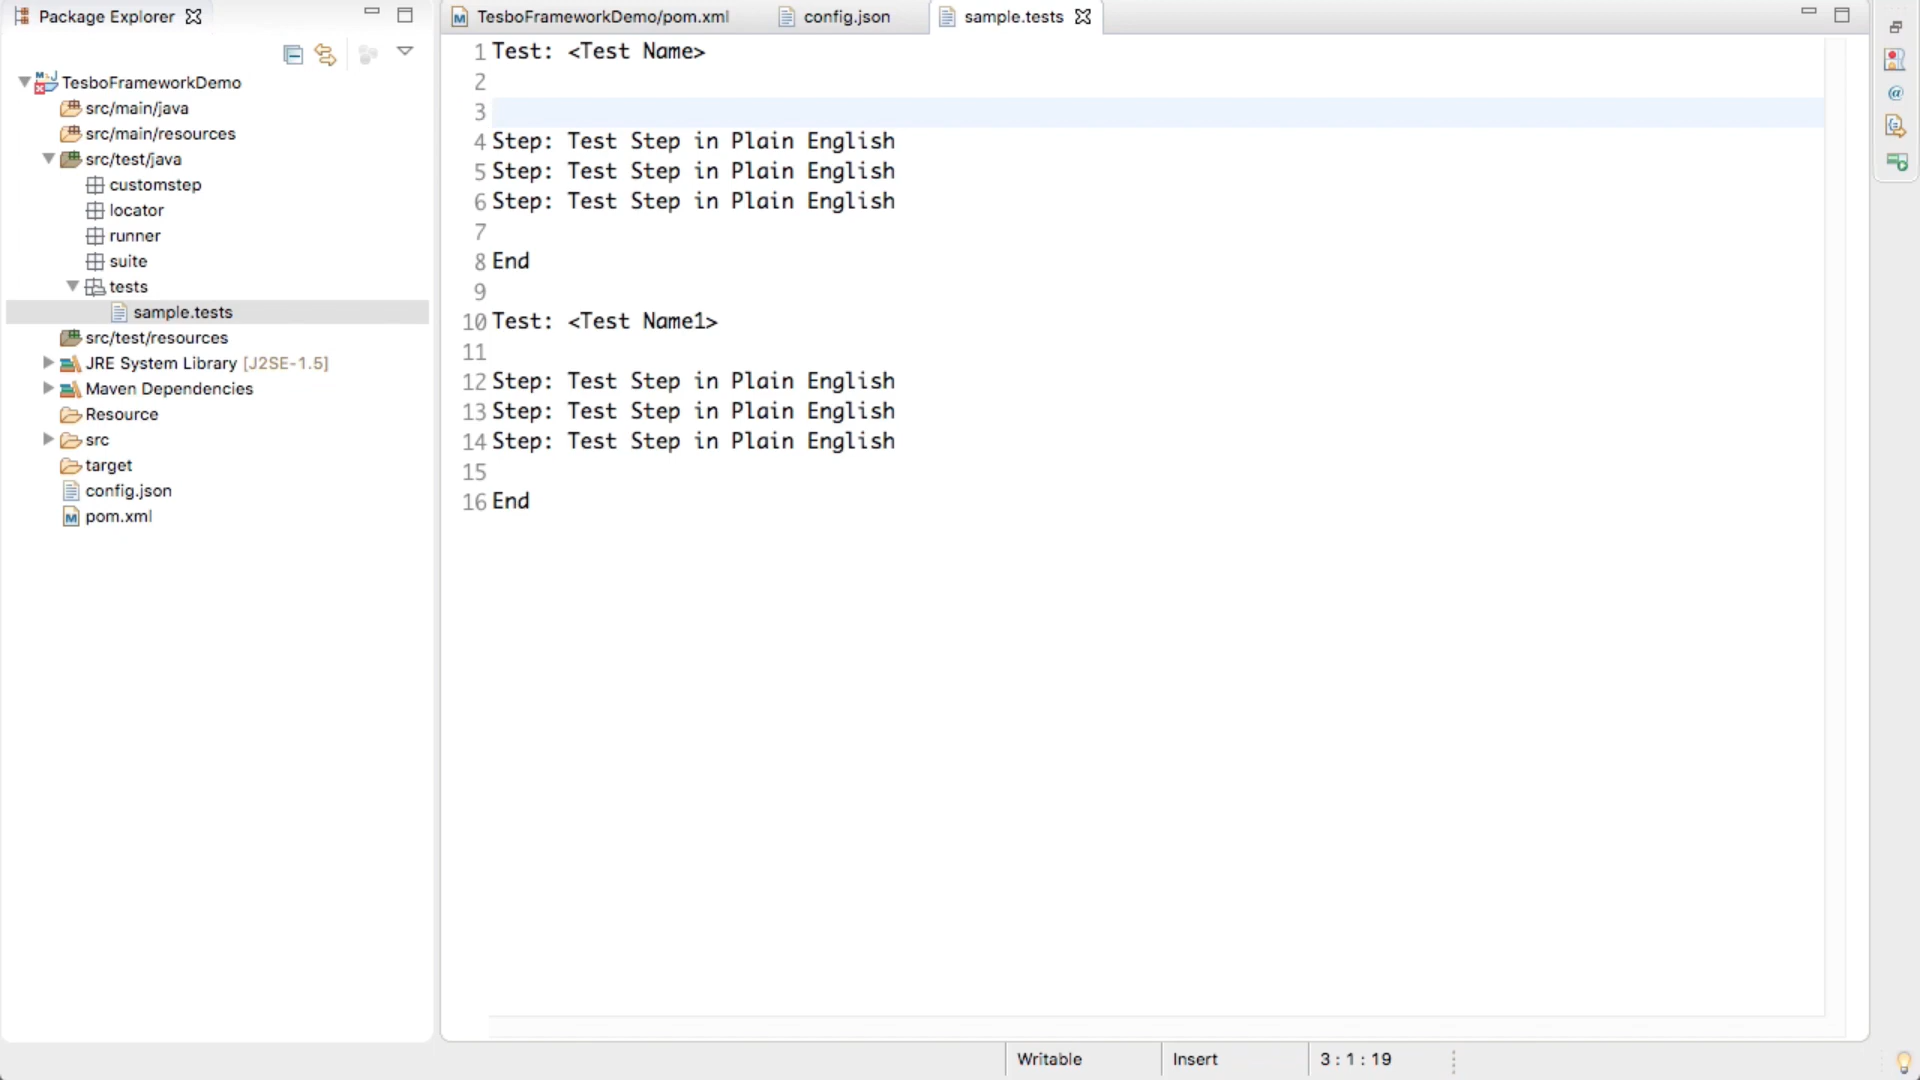 Package Explorer
TesboFrameworkDemo
src/main/java
src/main/resources
src/test/java
customstep
locator
runner
suite
tests
sample.tests
src/test/resources
JRE System Library [J2SE-1.5]
Maven Dependencies
Resource
src
target
config.json
pom.xml
TesboFrameworkDemo/pom.xml
config.json
sample.tests
1 Test: <Test Name>
2
3
4 Step: Test Step in Plain English
5 Step: Test Step in Plain English
6 Step: Test Step in Plain English
7
8 End
9
10 Test: <Test Name1>
11
12 Step: Test Step in Plain English
13 Step: Test Step in Plain English
14 Step: Test Step in Plain English
15
16 End
Writable
Insert
3 : 1 : 19